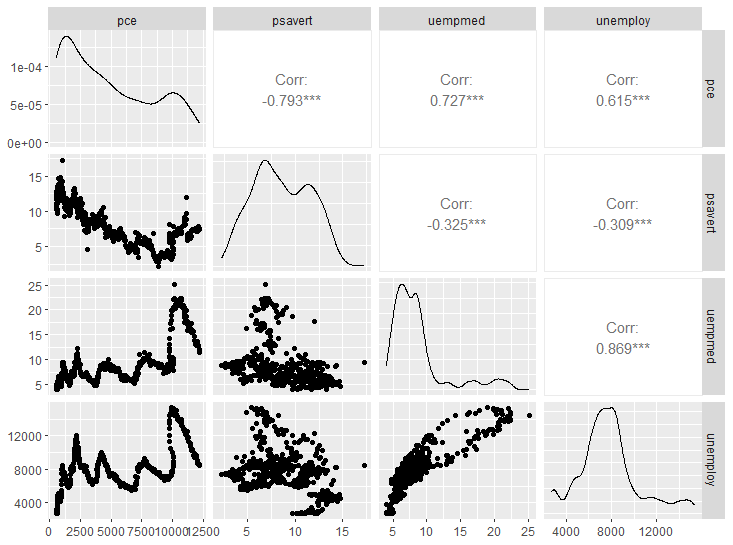 pce psavert uempmed unemploy
1e-04
5e-05
0e+00
Corr:
-0.793***
Corr:
0.727***
Corr:
0.615***
pce
15
10
5
Corr:
-0.325***
Corr:
-0.309***
psavert
25
20
15
10
5
Corr:
0.869***
uempmed
12000
8000
4000
unemploy
0 2500 5000 7500 10000 12500 5 10 15 5 10 15 20 25 4000 8000 12000